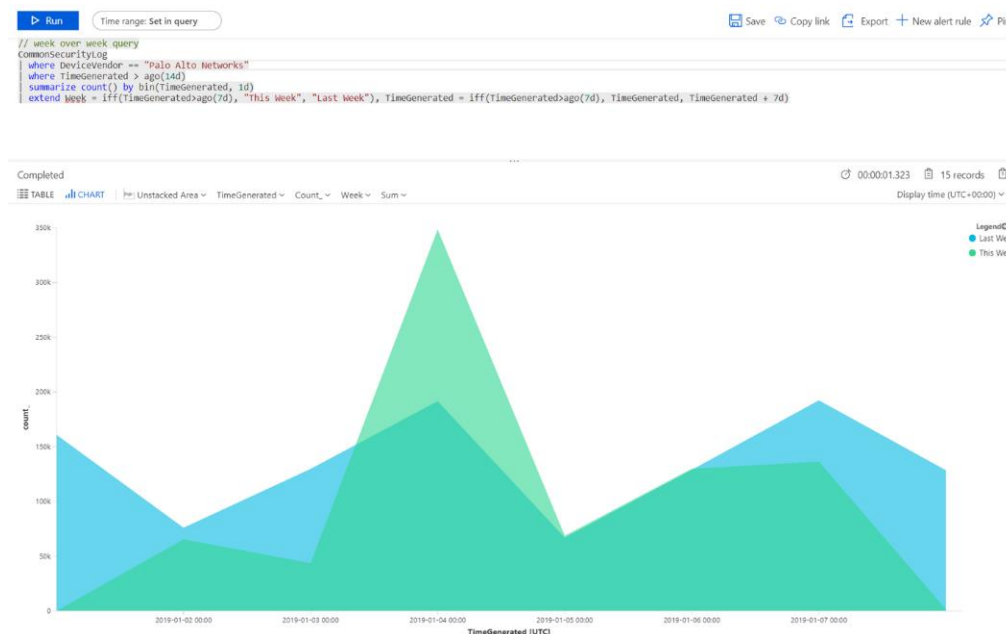 Run
Time range: Set in query
Save Copy link Export New alert rule
// week over week query
CommonSecurityLog
| where DeviceVendor == "Palo Alto Networks"
| where TimeGenerated > ago(14d)
| summarize count() by bin(TimeGenerated, 1d)
| extend Week = iff(TimeGenerated>ago(7d), "This Week", "Last Week"), TimeGenerated = iff(TimeGenerated>ago(7d), TimeGenerated, TimeGenerated + 7d)
...
Completed
00:00:01.323 15 records
TABLE CHART Unstacked Area TimeGenerated Count_ Week Sum
Display time (UTC+00:00)
Legend
Last We
This We
350k
300k
250k
200k
150k
100k
50k
0
count_
2019-01-02 00:00 2019-01-03 00:00 2019-01-04 00:00 2019-01-05 00:00 2019-01-06 00:00 2019-01-07 00:00
TimeGenerated [UTC]